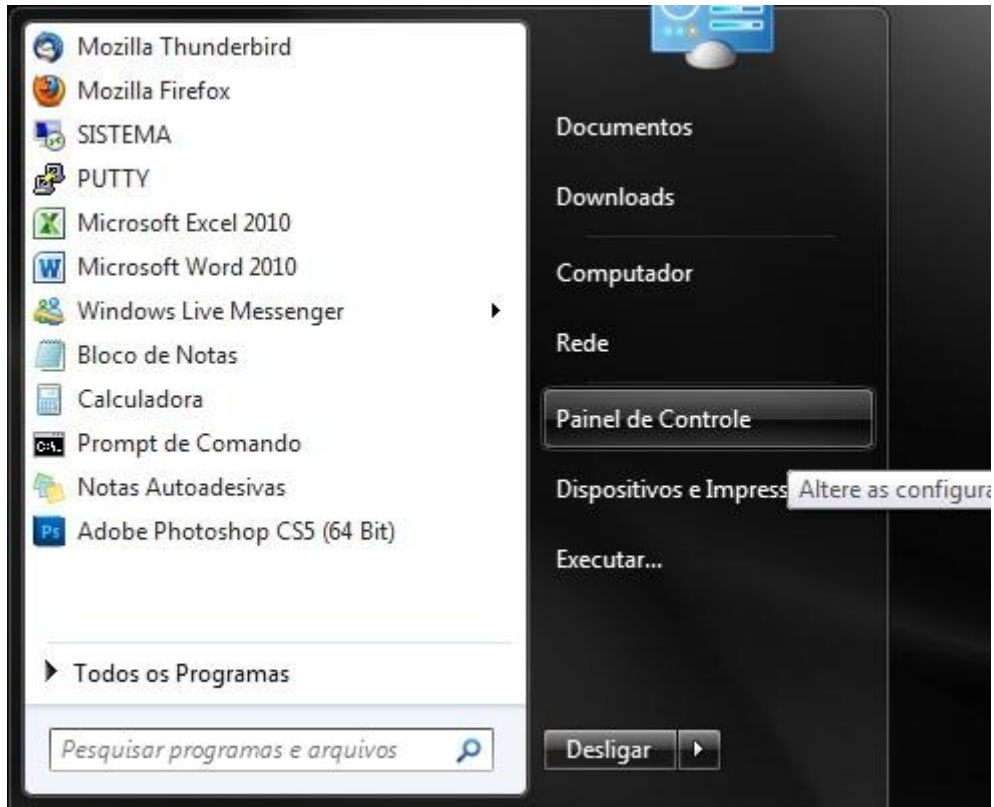 Mozilla Thunderbird
Mozilla Firefox
SISTEMA
PUTTY
Microsoft Excel 2010
Microsoft Word 2010
Windows Live Messenger
Bloco de Notas
Calculadora
Prompt de Comando
Notas Autoadesivas
Adobe Photoshop CS5 (64 Bit)
Todos os Programas
Pesquisar programas e arquivos
Documentos
Downloads
Computador
Rede
Painel de Controle
Dispositivos e Impress
Altere as configura
Executar...
Desligar